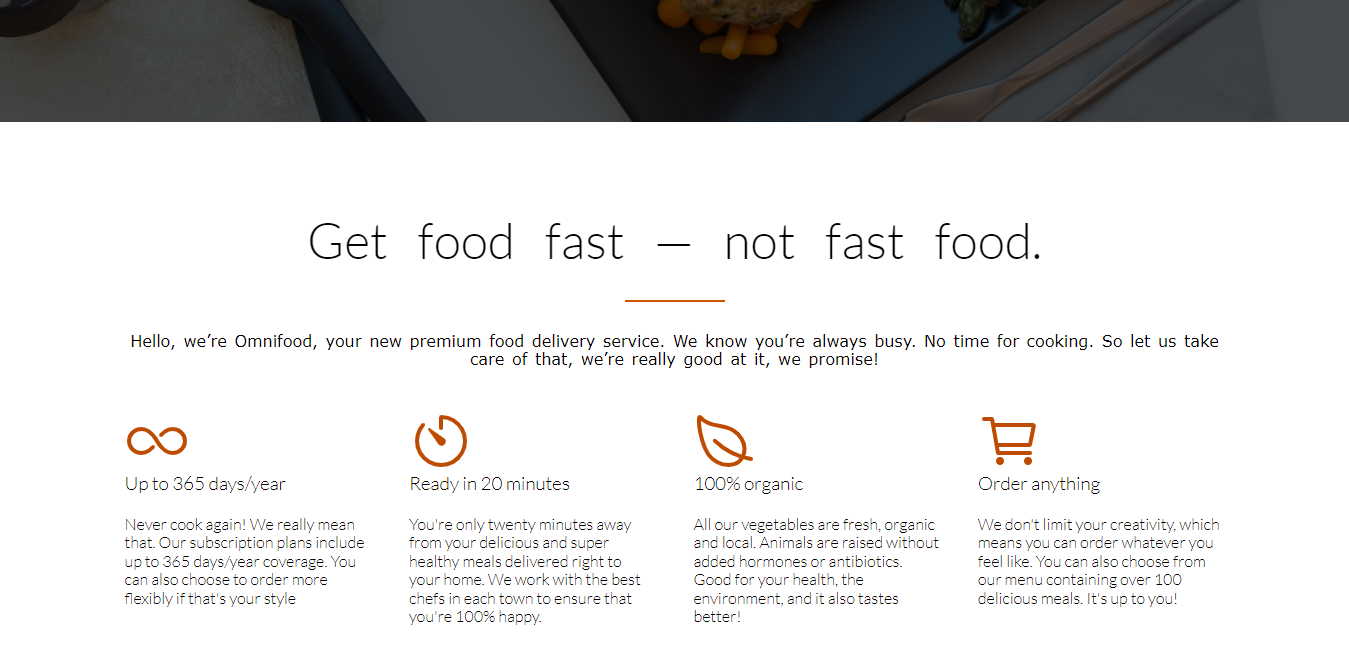 Get food fast — not fast food.
Hello, we’re Omnifood, your new premium food delivery service. We know you’re always busy. No time for cooking. So let us take
care of that, we’re really good at it, we promise!
Up to 365 days/year
Never cook again! We really mean
that. Our subscription plans include
up to 365 days/year coverage. You
can also choose to order more
flexibly if that's your style
Ready in 20 minutes
You're only twenty minutes away
from your delicious and super
healthy meals delivered right to
your home. We work with the best
chefs in each town to ensure that
you're 100% happy.
100% organic
All our vegetables are fresh, organic
and local. Animals are raised without
added hormones or antibiotics.
Good for your health, the
environment, and it also tastes
better!
Order anything
We don't limit your creativity, which
means you can order whatever you
feel like. You can also choose from
our menu containing over 100
delicious meals. It's up to you!